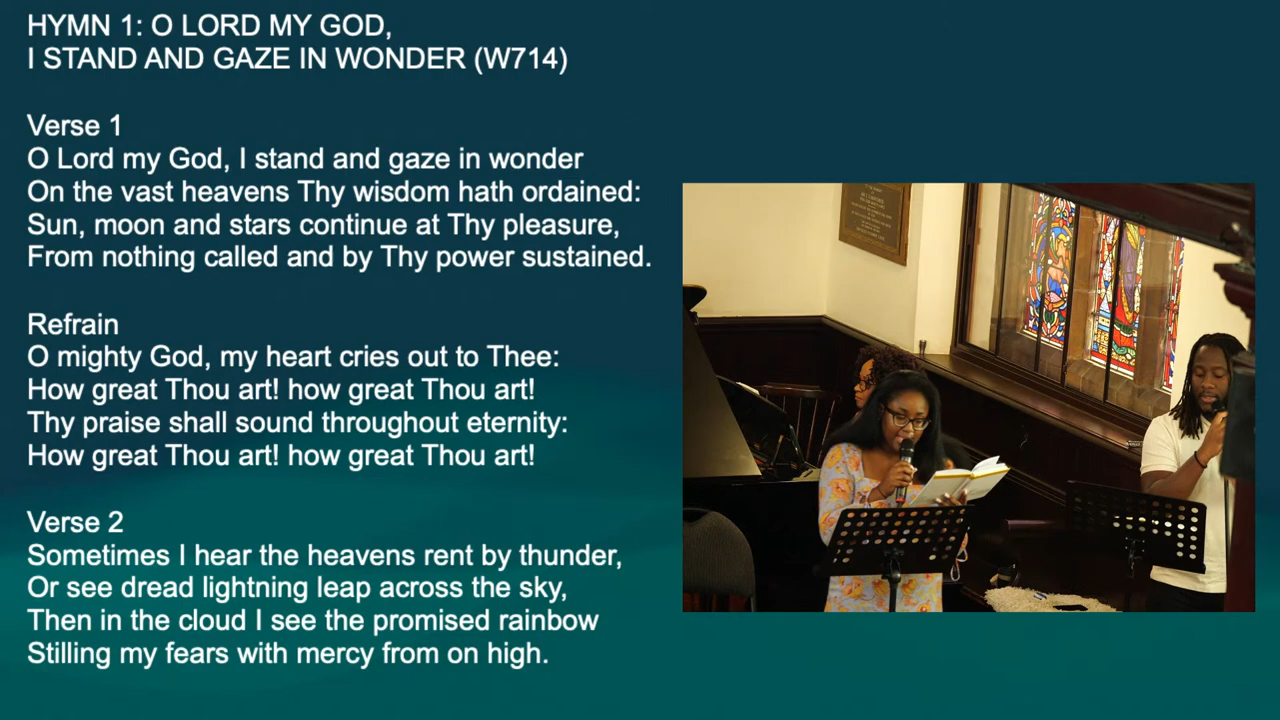 HYMN 1: O LORD MY GOD,
I STAND AND GAZE IN WONDER (W714)
Verse 1
O Lord my God, I stand and gaze in wonder
On the vast heavens Thy wisdom hath ordained:
Sun, moon and stars continue at Thy pleasure,
From nothing called and by Thy power sustained.
Refrain
O mighty God, my heart cries out to Thee:
How great Thou art! how great Thou art!
Thy praise shall sound throughout eternity:
How great Thou art! how great Thou art!
Verse 2
Sometimes I hear the heavens rent by thunder,
Or see dread lightning leap across the sky,
Then in the cloud I see the promised rainbow
Stilling my fears with mercy from on high.